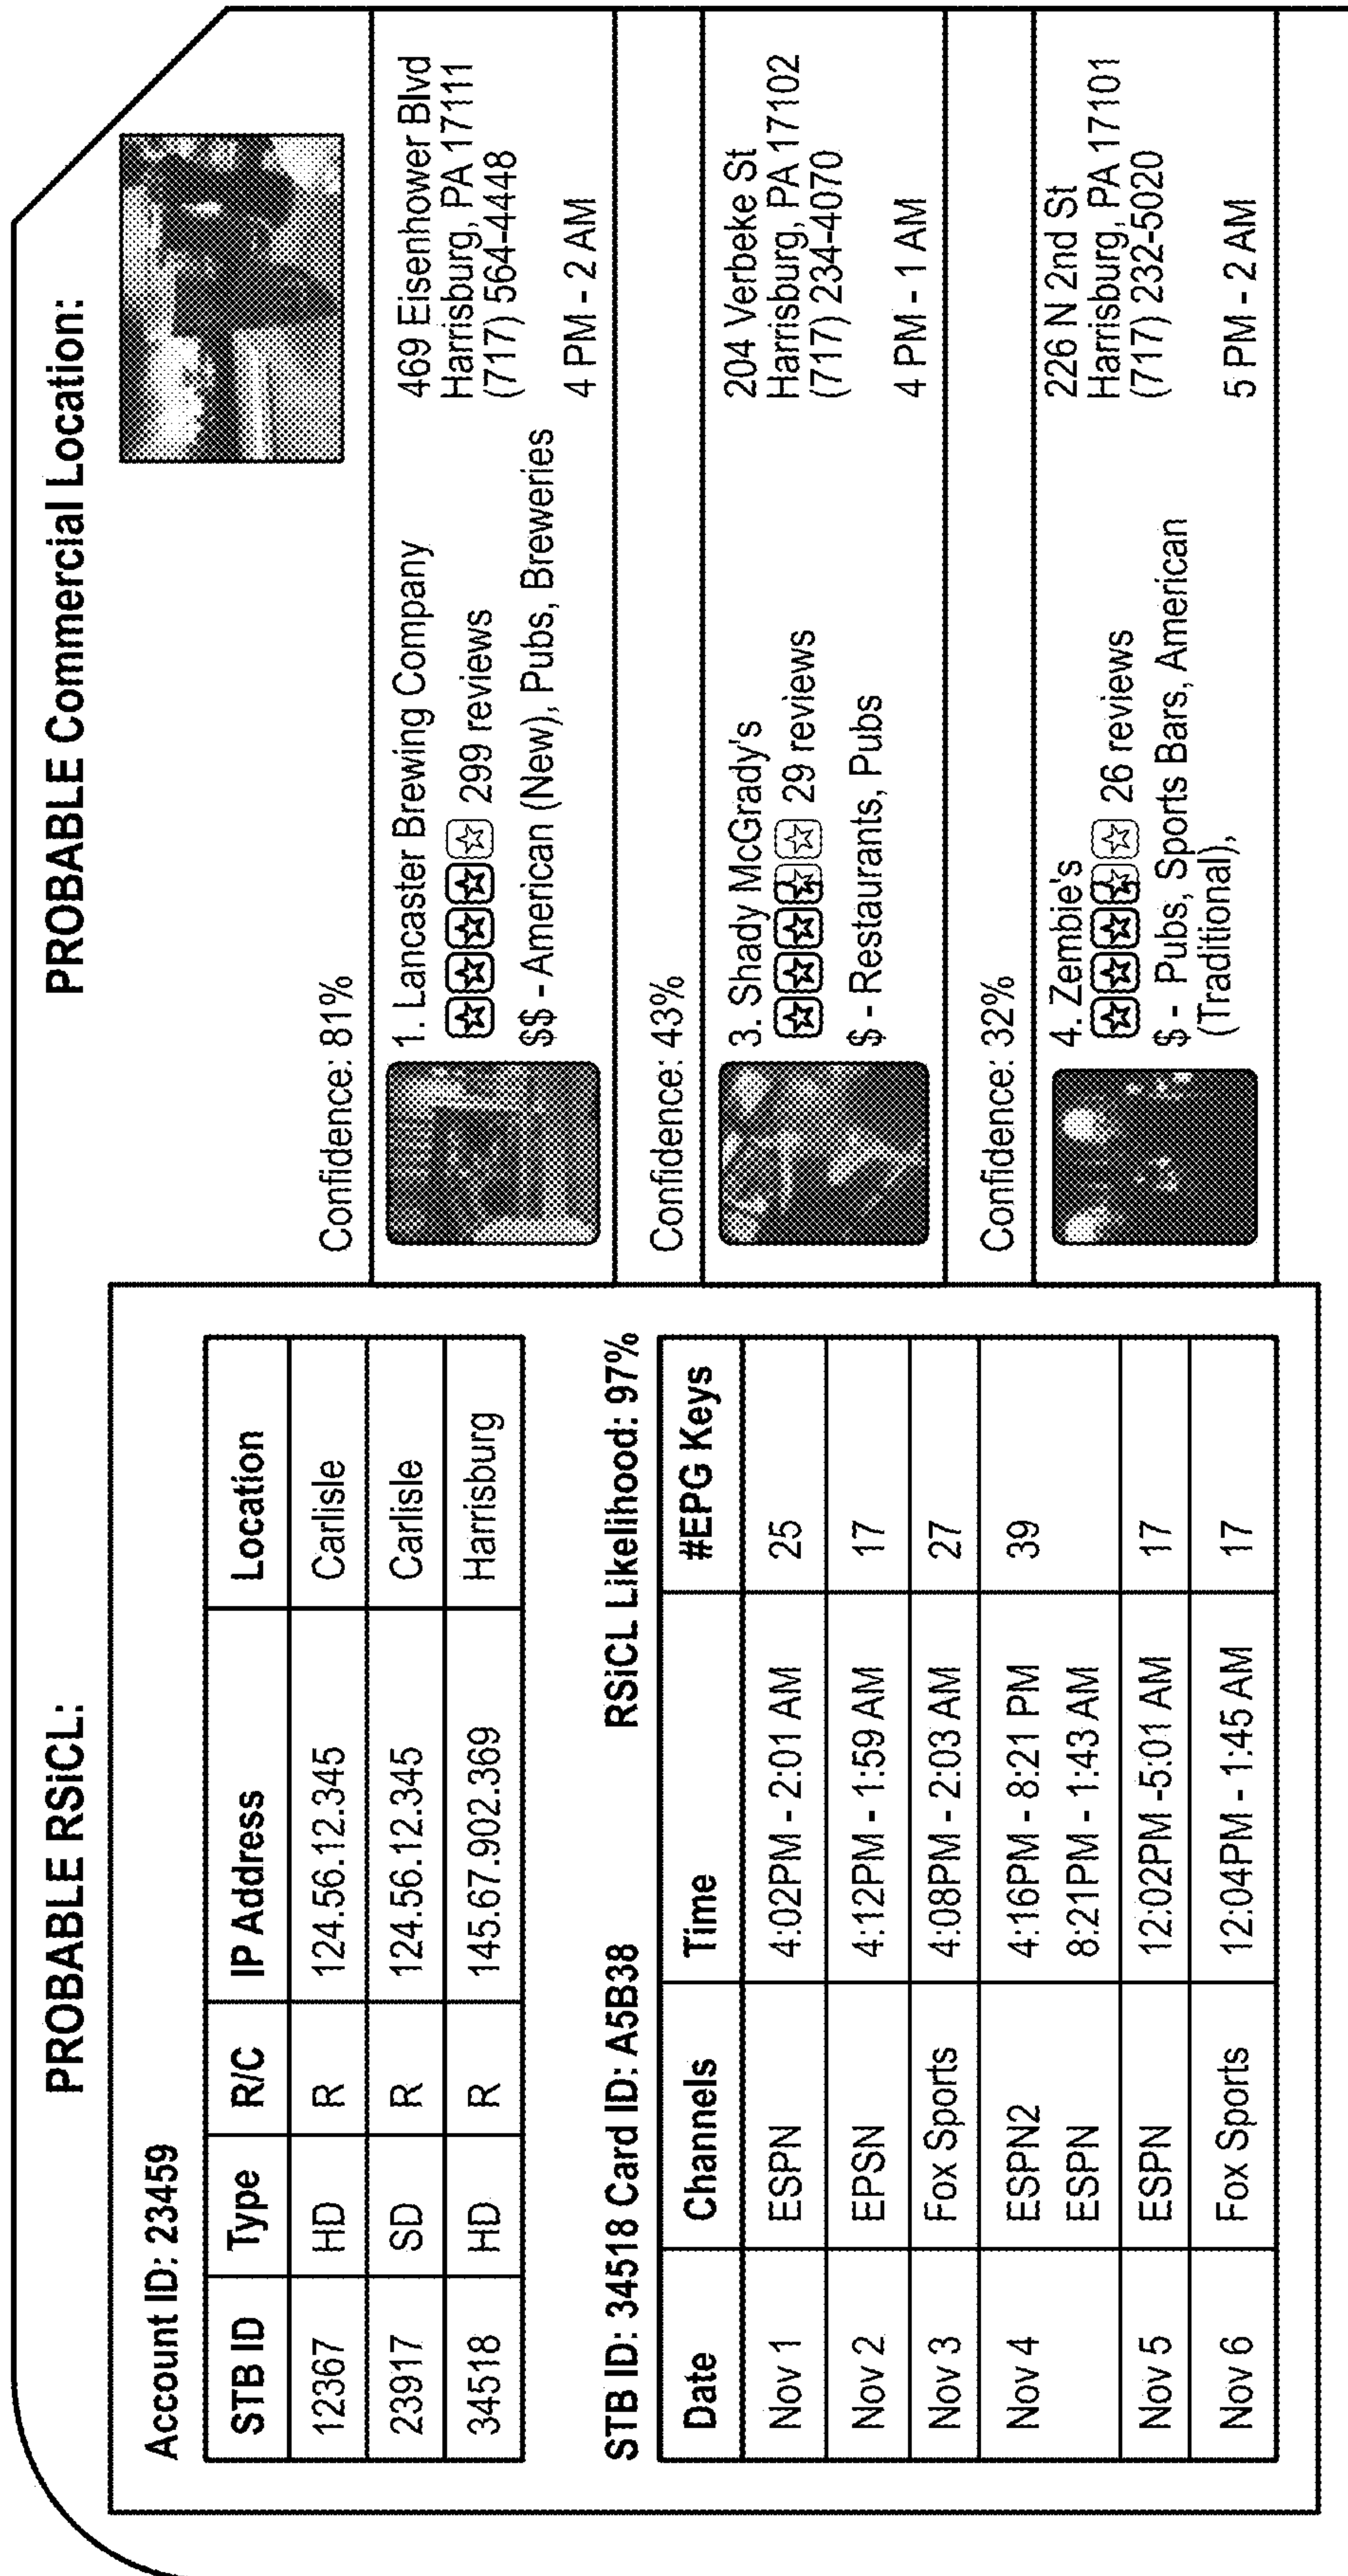 PROBABLE RSiCL:
Account ID: 23459
STB ID Type R/C IP Address Location
12367 HD R 124.56.12.345 Carlisle
23917 SD R 124.56.12.345 Carlisle
34518 HD R 145.67.902.369 Harrisburg
STB ID: 34518 Card ID: A5B38 RSiCL Likelihood: 97%
Date Channels Time #EPG Keys
Nov 1 ESPN 4:02PM - 2:01 AM 25
Nov 2 EPSN 4:12PM - 1:59 AM 17
Nov 3 Fox Sports 4:08PM - 2:03 AM 27
Nov 4 ESPN2 4:16PM - 8:21 PM 39
ESPN 8:21PM - 1:43 AM
Nov 5 ESPN 12:02PM -5:01 AM 17
Nov 6 Fox Sports 12:04PM - 1:45 AM 17
PROBABLE Commercial Location:
Confidence: 81%
1. Lancaster Brewing Company
299 reviews
$$ - American (New), Pubs, Breweries
469 Eisenhower Blvd
Harrisburg, PA 17111
(717) 564-4448
4 PM - 2 AM
Confidence: 43%
3. Shady McGrady's
29 reviews
$ - Restaurants, Pubs
204 Verbeke St
Harrisburg, PA 17102
(717) 234-4070
4 PM - 1 AM
Confidence: 32%
4. Zembie's
26 reviews
$ - Pubs, Sports Bars, American
(Traditional),
226 N 2nd St
Harrisburg, PA 17101
(717) 232-5020
5 PM - 2 AM